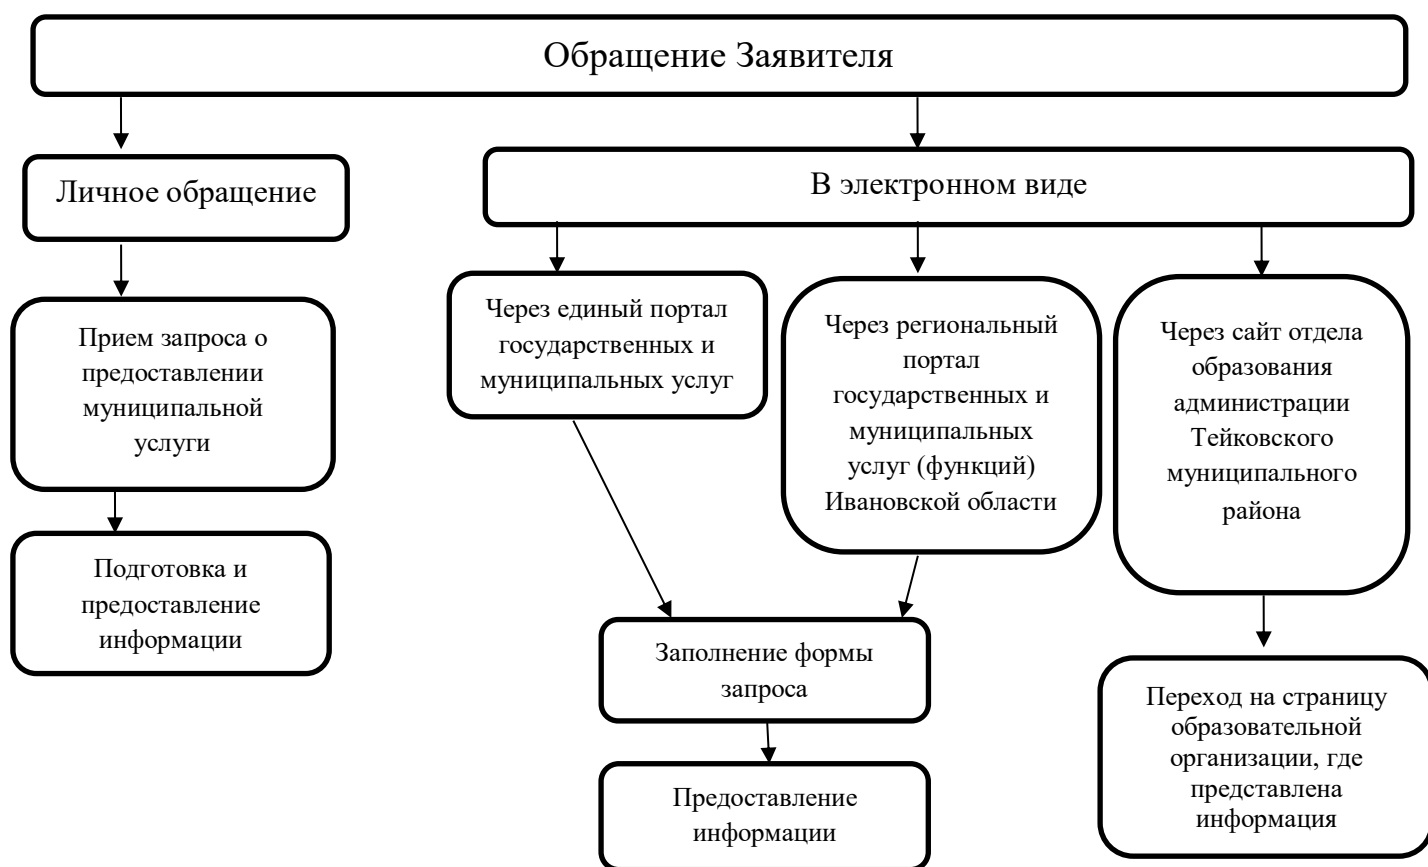 Обращение Заявителя
Личное обращение
В электронном виде
Прием запроса о
предоставлении
муниципальной
услуги
Подготовка и
предоставление
информации
Через единый портал
государственных и
муниципальных услуг
Через региональный
портал
государственных и
муниципальных
услуг (функций)
Ивановской области
Через сайт отдела
образования
администрации
Тейковского
муниципального
района
Заполнение формы
запроса
Предоставление
информации
Переход на страницу
образовательной
организации, где
представлена
информация